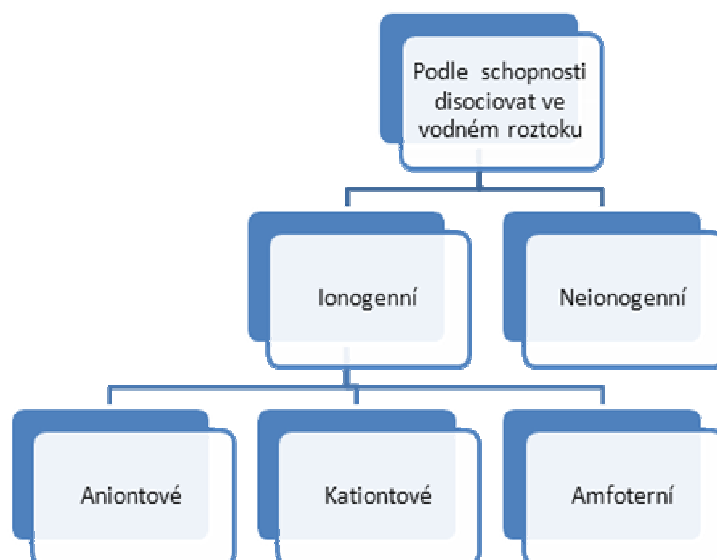 Podle schopnosti
disociovat ve
vodném roztoku
Ionogenní
Neionogenní
Aniontové
Kationtové
Amfoterní